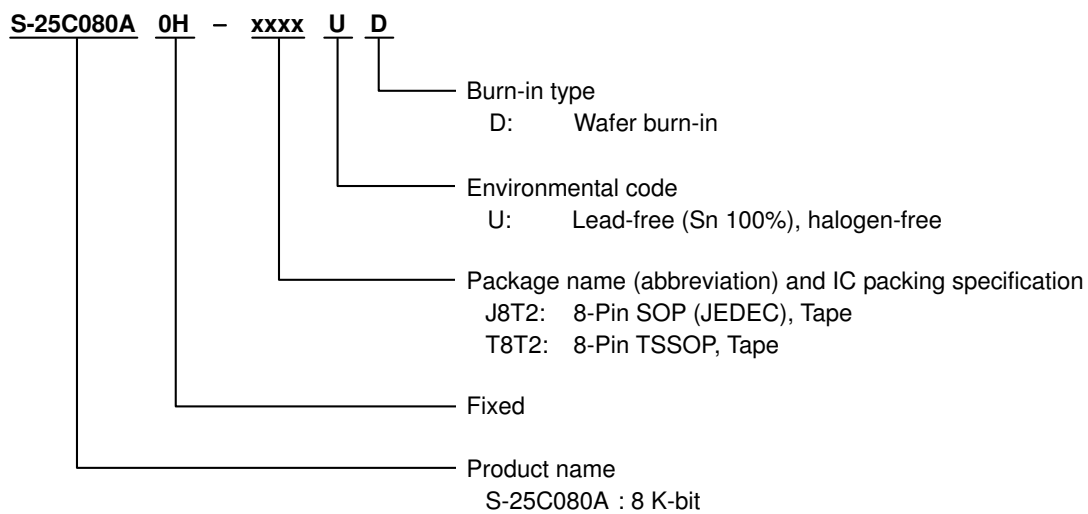 S-25C080A 0H – xxxx U D
Burn-in type
D: Wafer burn-in
Environmental code
U: Lead-free (Sn 100%), halogen-free
Package name (abbreviation) and IC packing specification
J8T2: 8-Pin SOP (JEDEC), Tape
T8T2: 8-Pin TSSOP, Tape
Fixed
Product name
S-25C080A : 8 K-bit